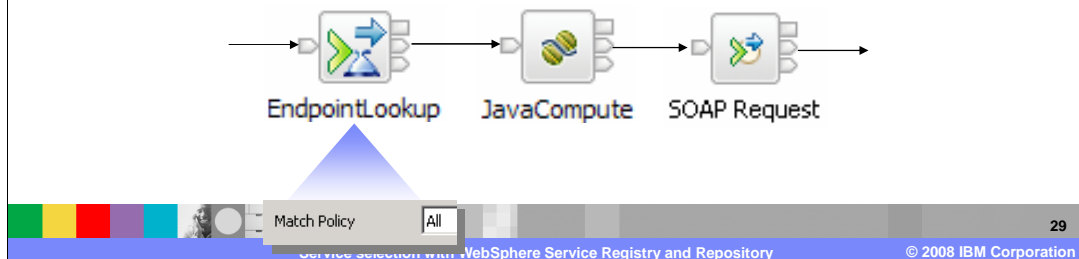 EndpointLookup JavaCompute SOAP Request
Match Policy All
29
Service selection with WebSphere Service Registry and Repository © 2008 IBM Corporation